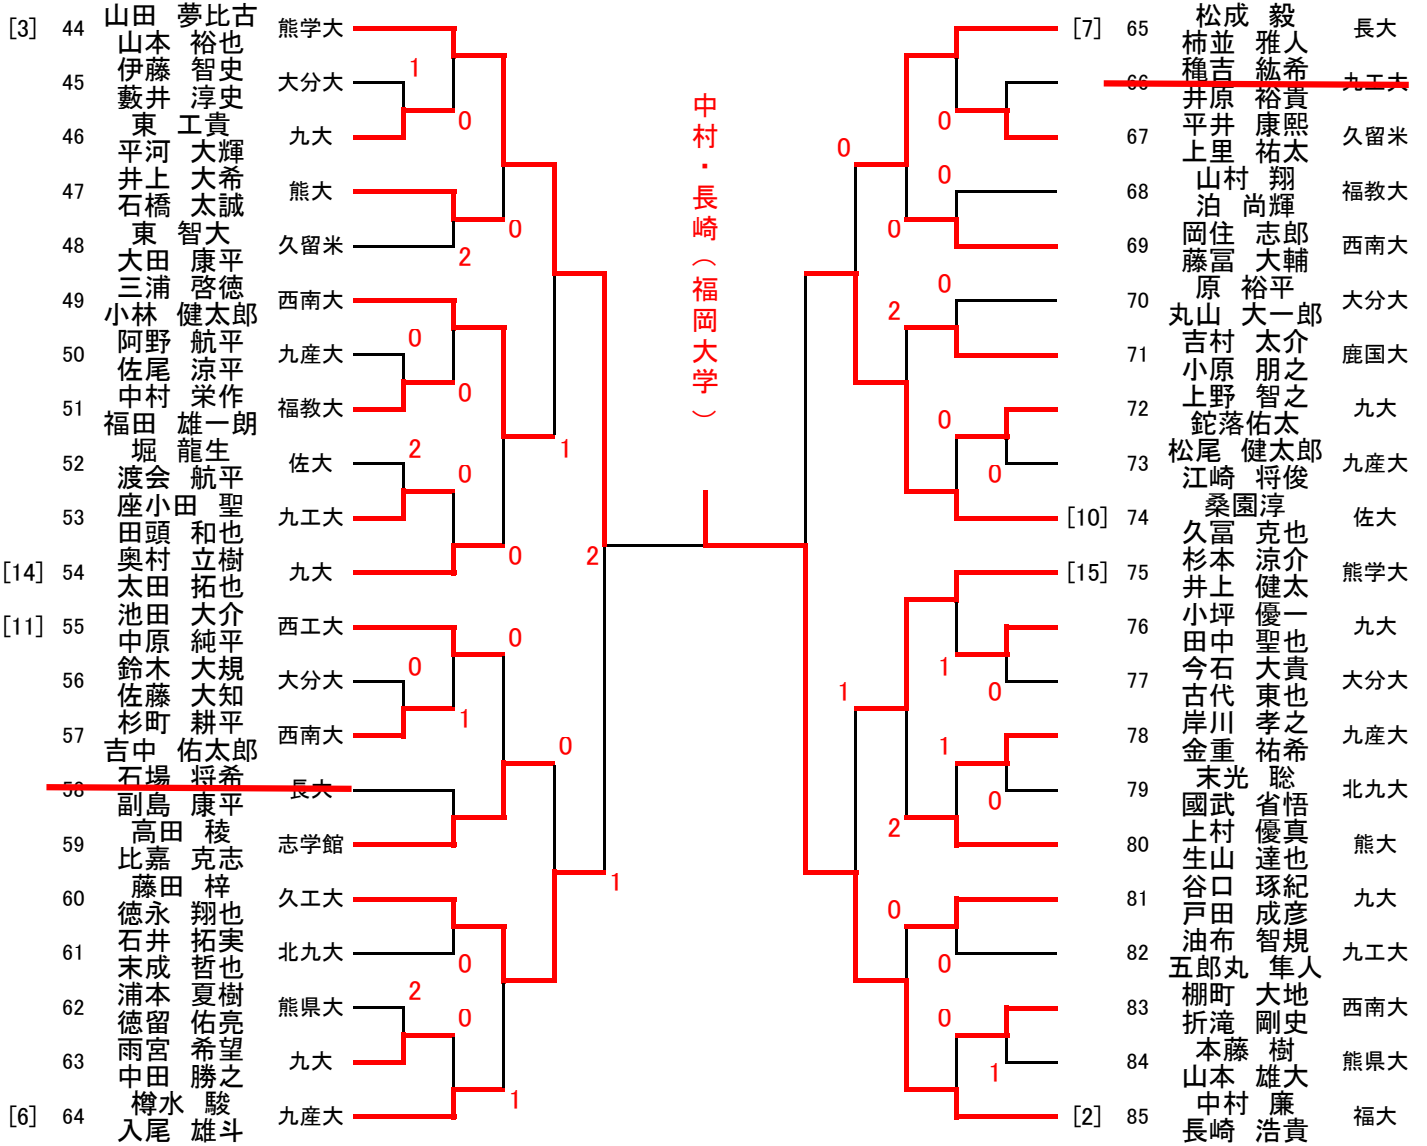 山田 夢比古
[3] 44 熊学大
山本 裕也
伊藤 智史
45 大分大
藪井 淳史
1
東 工貴
46 九大
平河 大輝
0
井上 大希
47 熊大
石橋 太誠
0
東 智大
48 久留米
大田 康平
2
三浦 啓徳
49 西南大
小林 健太郎
阿野 航平
50 九産大
佐尾 涼平
0
中村 栄作
51 福教大
福田 雄一朗
0
1
堀 龍生
52 佐大
渡会 航平
2
0
座小田 聖
53 九工大
田頭 和也
奥村 立樹
[14] 54 九大
太田 拓也
0
2
池田 大介
[11] 55 西工大
中原 純平
0
鈴木 大規
56 大分大
佐藤 大知
0
杉町 耕平
57 西南大
吉中 佑太郎
1
0
石場 将希
58 長大
副島 康平
高田 稜
59 志学館
比嘉 克志
1
藤田 梓
60 久工大
徳永 翔也
石井 拓実
61 北九大
末成 哲也
0
浦本 夏樹
62 熊県大
徳留 佑亮
2
0
雨宮 希望
63 九大
中田 勝之
樽水 駿
[6] 64 九産大
入尾 雄斗
1
中村・長崎（福岡大学）
松成 毅
[7] 65 長大
柿並 雅人
穐吉 紘希
66 九工大
井原 裕貴
0
平井 康熙
67 久留米
上里 祐太
0
0
山村 翔
68 福教大
泊 尚輝
0
岡住 志郎
69 西南大
藤冨 大輔
0
原 裕平
70 大分大
丸山 大一郎
2
吉村 太介
71 鹿国大
小原 朋之
0
上野 智之
72 九大
鉈落佑太
0
松尾 健太郎
73 九産大
江崎 将俊
桑園淳
[10] 74 佐大
久冨 克也
杉本 涼介
[15] 75 熊学大
井上 健太
小坪 優一
76 九大
田中 聖也
1
0
1
今石 大貴
77 大分大
古代 東也
岸川 孝之
78 九産大
金重 祐希
1
0
末光 聡
79 北九大
國武 省悟
2
上村 優真
80 熊大
生山 達也
谷口 琢紀
81 九大
戸田 成彦
0
油布 智規
82 九工大
五郎丸 隼人
0
棚町 大地
83 西南大
折滝 剛史
0
1
本藤 樹
84 熊県大
山本 雄大
中村 廉
[2] 85 福大
長崎 浩貴